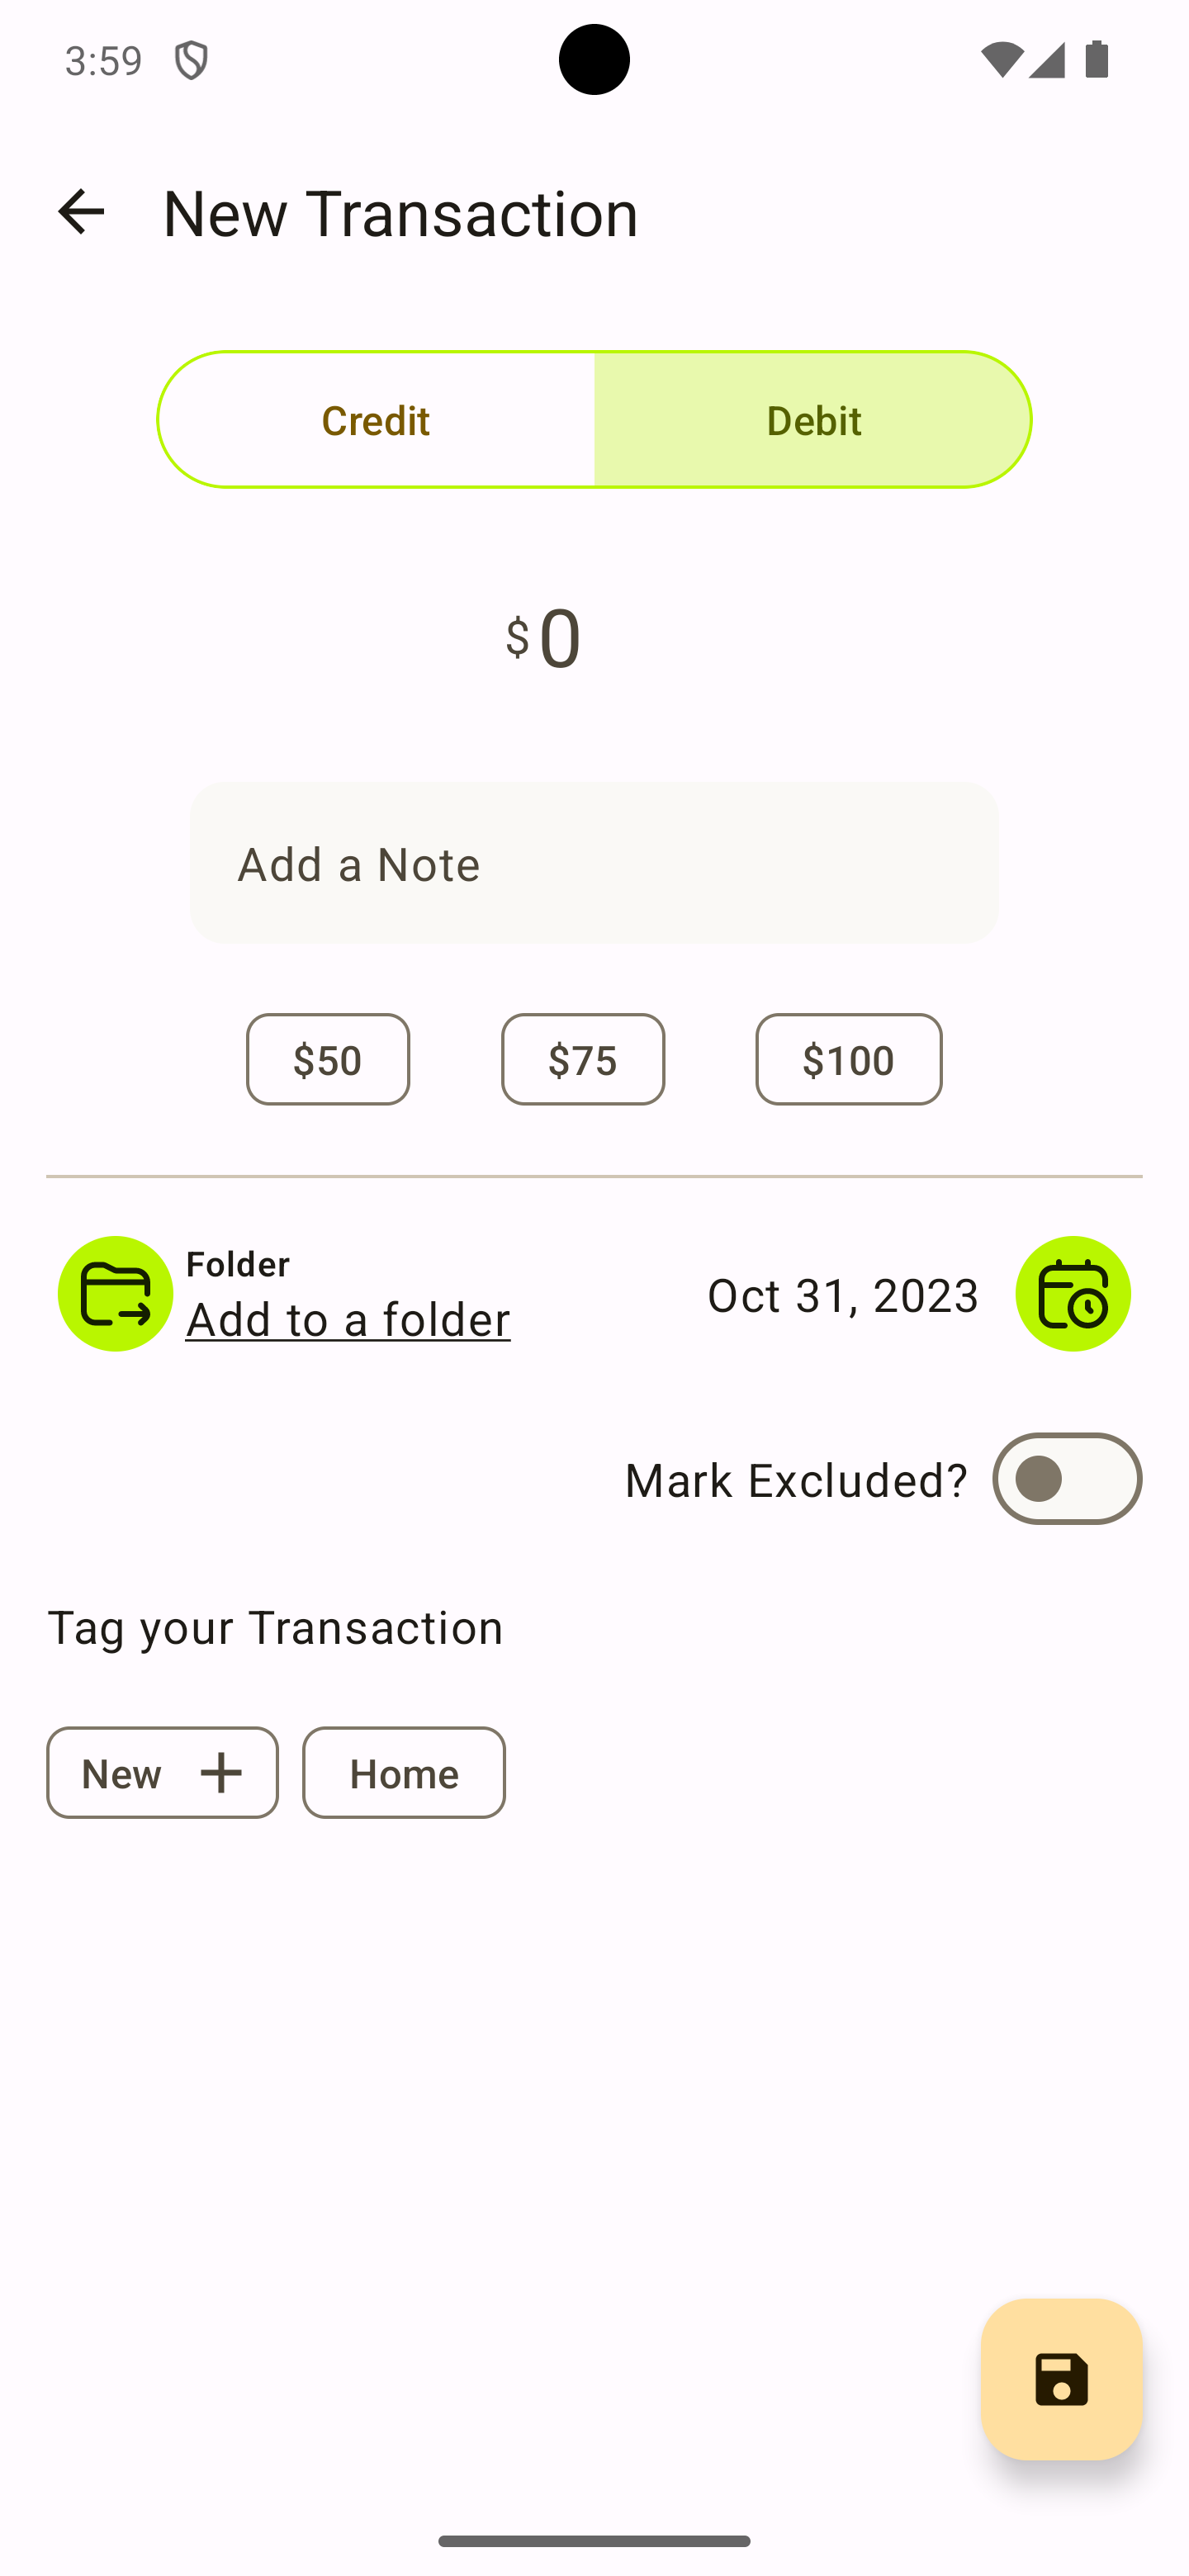 3:59
New Transaction
Credit Debit
$0
Add a Note
$50 $75 $100
Folder
Add to a folder
Oct 31, 2023
Mark Excluded?
Tag your Transaction
New Home